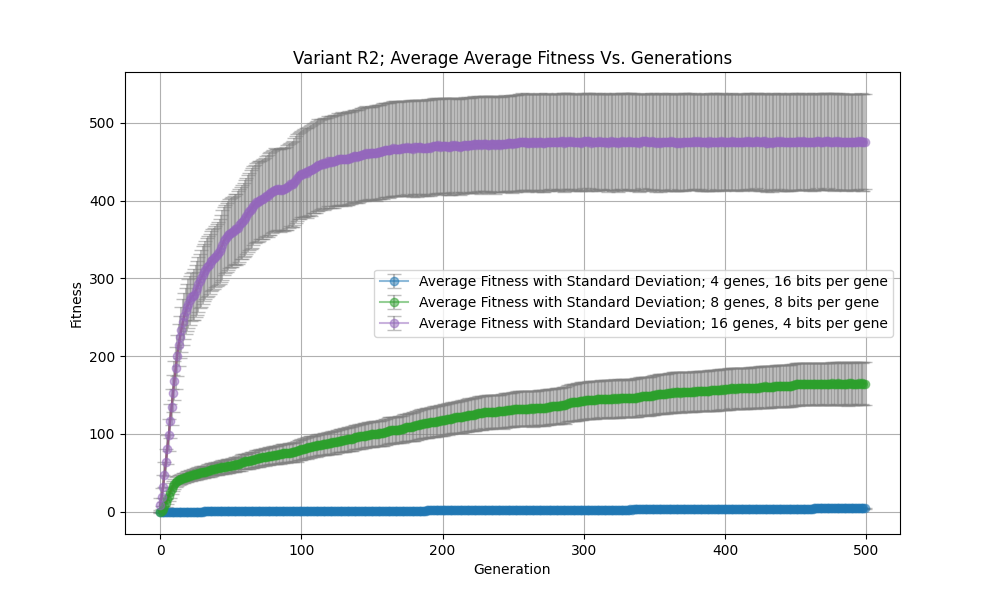 Variant R2; Average Average Fitness Vs. Generations
Fitness
500
400
300
200
100
0
Average Fitness with Standard Deviation; 4 genes, 16 bits per gene
Average Fitness with Standard Deviation; 8 genes, 8 bits per gene
Average Fitness with Standard Deviation; 16 genes, 4 bits per gene
0 100 200 300 400 500
Generation